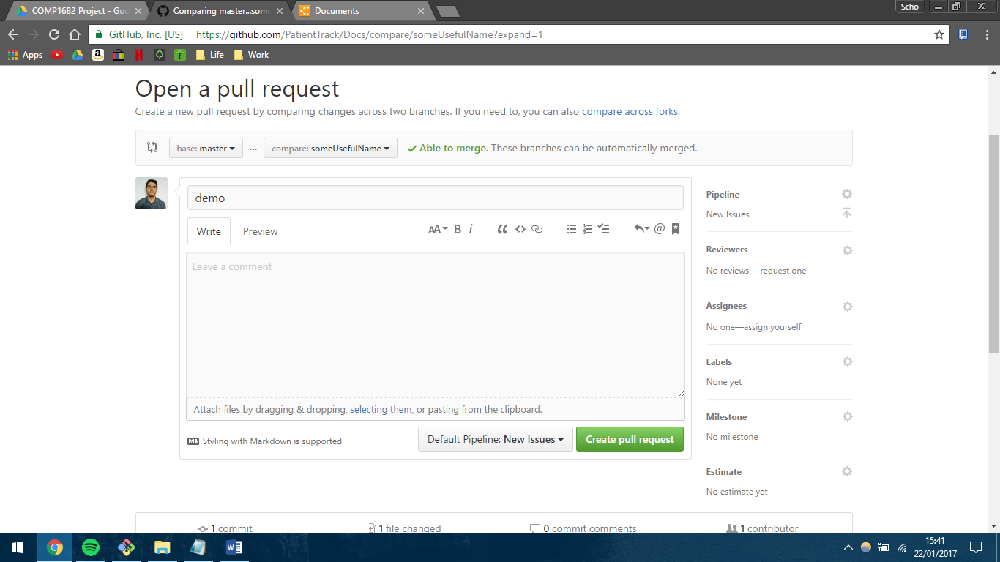 COMP1682 Project - Goo
Comparing master...some
Documents
Scho
GitHub, Inc. [US]
https://github.com/PatientTrack/Docs/compare/someUsefulName?expand=1
Apps
Life
Work
Open a pull request
Create a new pull request by comparing changes across two branches. If you need to, you can also compare across forks.
base: master
...
compare: someUsefulName
Able to merge. These branches can be automatically merged.
demo
Write
Preview
AA
B
i
@
Leave a comment
Attach files by dragging & dropping, selecting them, or pasting from the clipboard.
Styling with Markdown is supported
Default Pipeline: New Issues
Create pull request
Pipeline
New Issues
Reviewers
No reviews— request one
Assignees
No one—assign yourself
Labels
None yet
Milestone
No milestone
Estimate
No estimate yet
1 commit
1 file changed
0 commit comments
1 contributor
15:41
22/01/2017